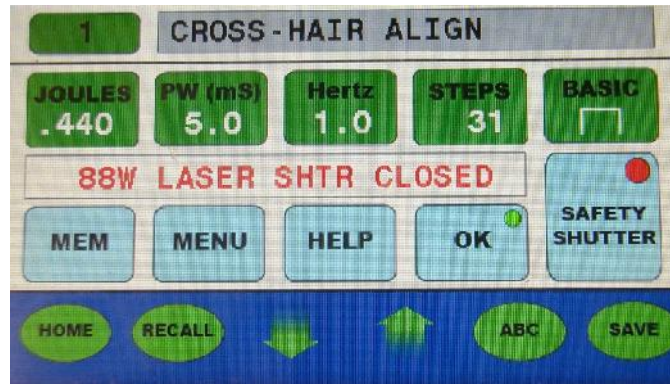 1 CROSS-HAIR ALIGN
JOULES PW (mS) Hertz STEPS BASIC
.440 5.0 1.0 31
88W LASER SHTR CLOSED
MEM MENU HELP OK SAFETY SHUTTER
HOME RECALL ABC SAVE